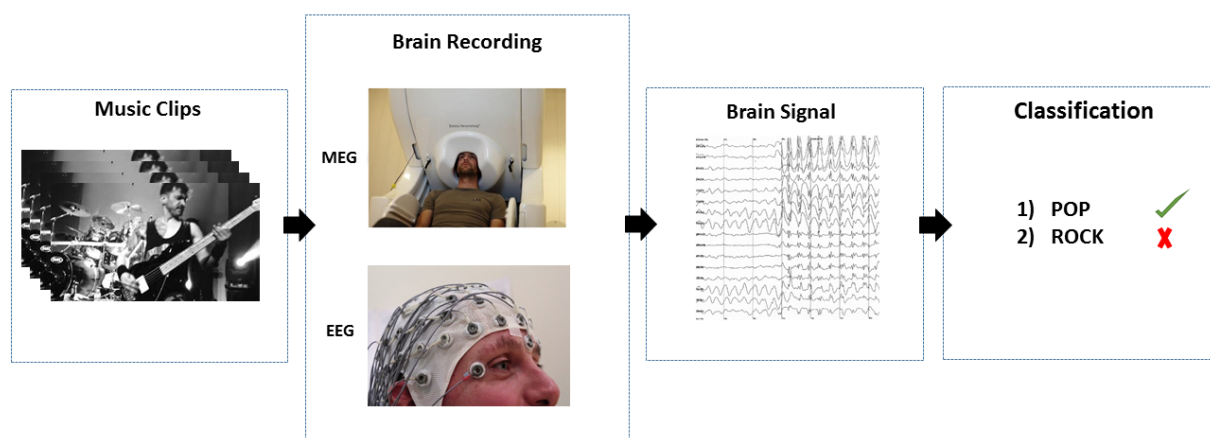 Music Clips
Brain Recording
MEG
EEG
Brain Signal
Classification
1) POP
2) ROCK